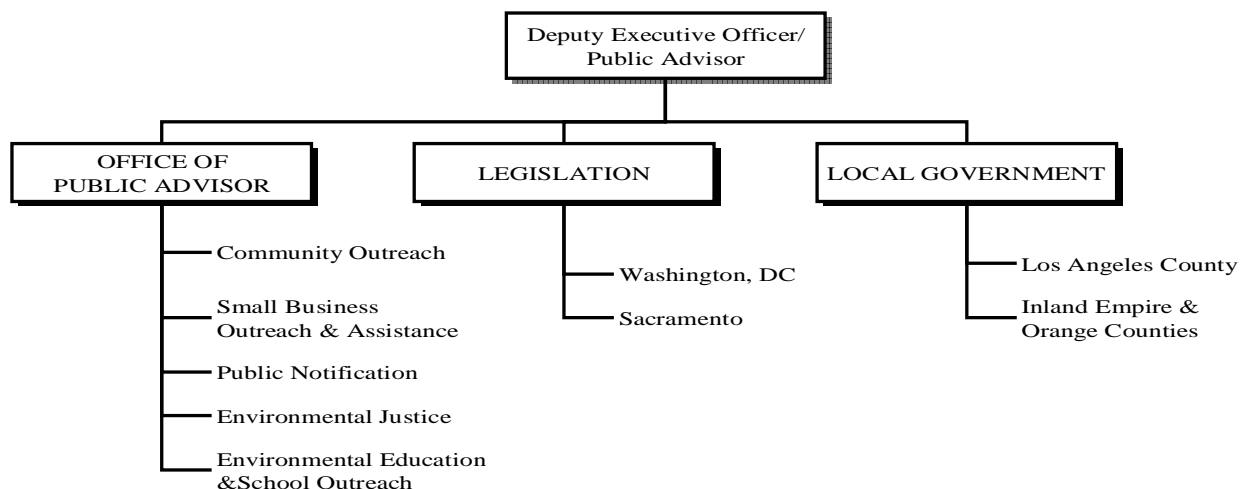 Deputy Executive Officer/
Public Advisor
OFFICE OF
PUBLIC ADVISOR
Community Outreach
Small Business
Outreach & Assistance
Public Notification
Environmental Justice
Environmental Education
&School Outreach
LEGISLATION
Washington, DC
Sacramento
LOCAL GOVERNMENT
Los Angeles County
Inland Empire &
Orange Counties